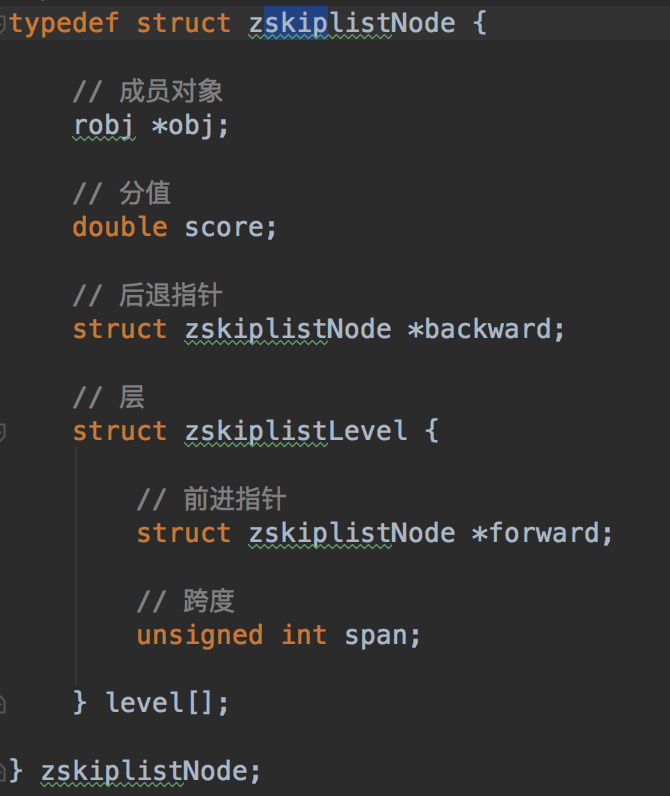 typedef struct zskiplistNode {
// 成员对象
robj *obj;
// 分值
double score;
// 后退指针
struct zskiplistNode *backward;
// 层
struct zskiplistLevel {
// 前进指针
struct zskiplistNode *forward;
// 跨度
unsigned int span;
} level[];
} zskiplistNode;